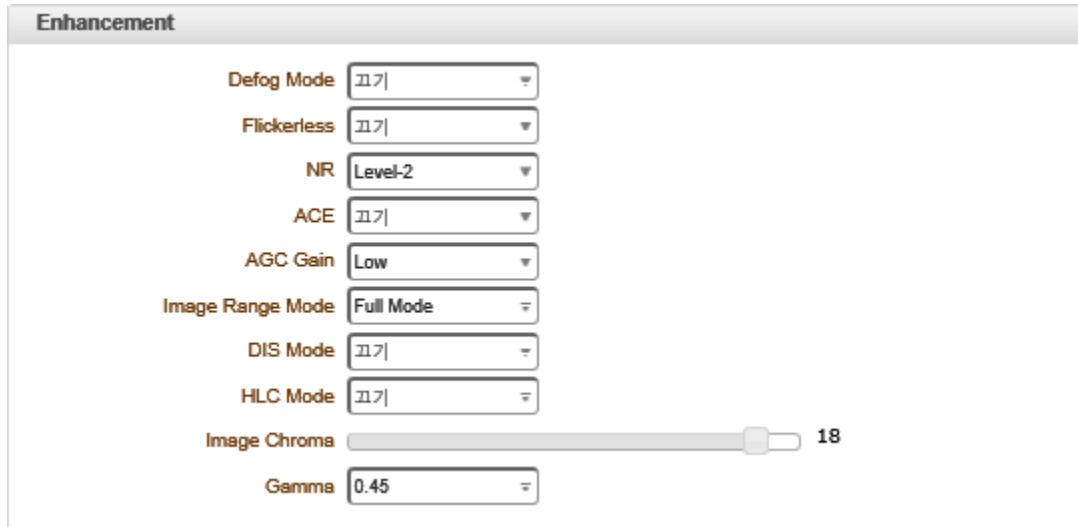 Enhancement
Defog Mode 끄기
Flickerless 끄기
NR Level-2
ACE 끄기
AGC Gain Low
Image Range Mode Full Mode
DIS Mode 끄기
HLC Mode 끄기
Image Chroma 18
Gamma 0.45